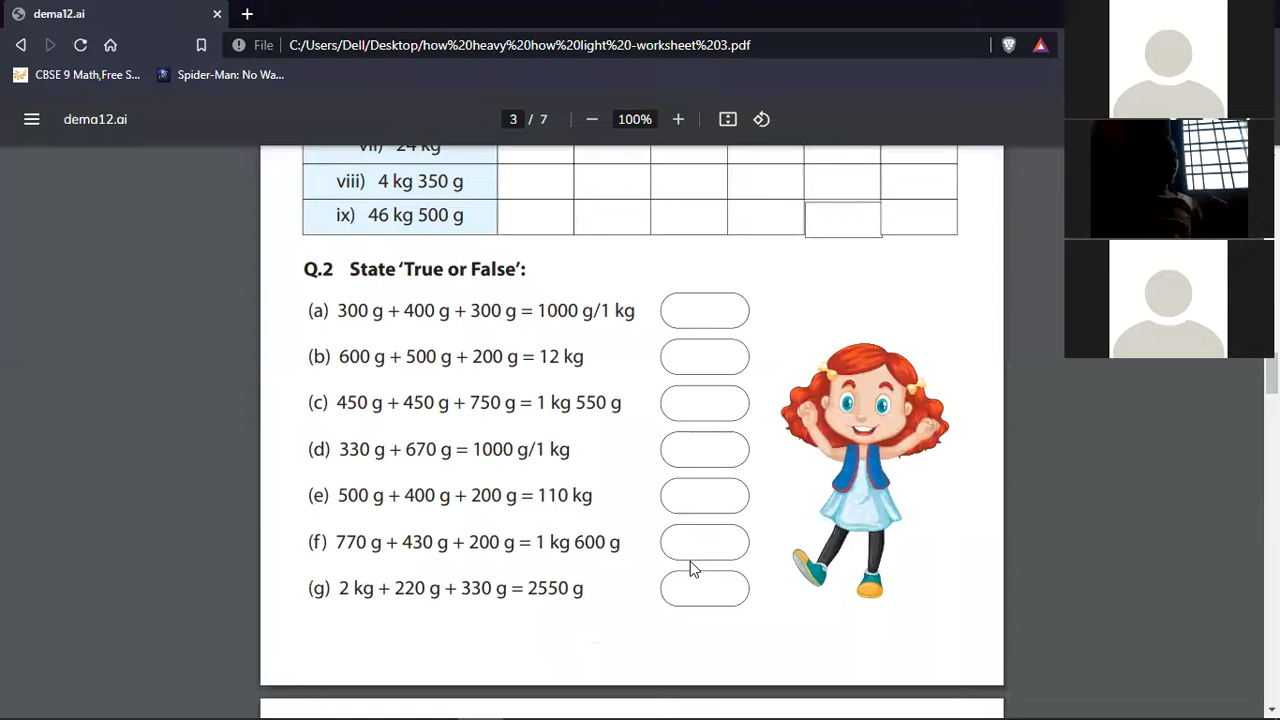 dema12.ai
File C:/Users/Dell/Desktop/how%20heavy%20how%20light%20-worksheet%203.pdf
CBSE 9 Math,Free S... Spider-Man: No Wa...
dema12.ai 3 / 7 100%
vii) 24 kg
viii) 4 kg 350 g
ix) 46 kg 500 g
Q.2 State ‘True or False’:
(a) 300 g + 400 g + 300 g = 1000 g/1 kg
(b) 600 g + 500 g + 200 g = 12 kg
(c) 450 g + 450 g + 750 g = 1 kg 550 g
(d) 330 g + 670 g = 1000 g/1 kg
(e) 500 g + 400 g + 200 g = 110 kg
(f) 770 g + 430 g + 200 g = 1 kg 600 g
(g) 2 kg + 220 g + 330 g = 2550 g